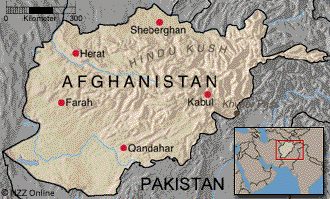 0 Kilometer 300
Sheberghan
HINDU KUSH
Herat
AFGHANISTAN
Farah
Kabul
Khyber Pass
Qandahar
PAKISTAN
© NZZ Online